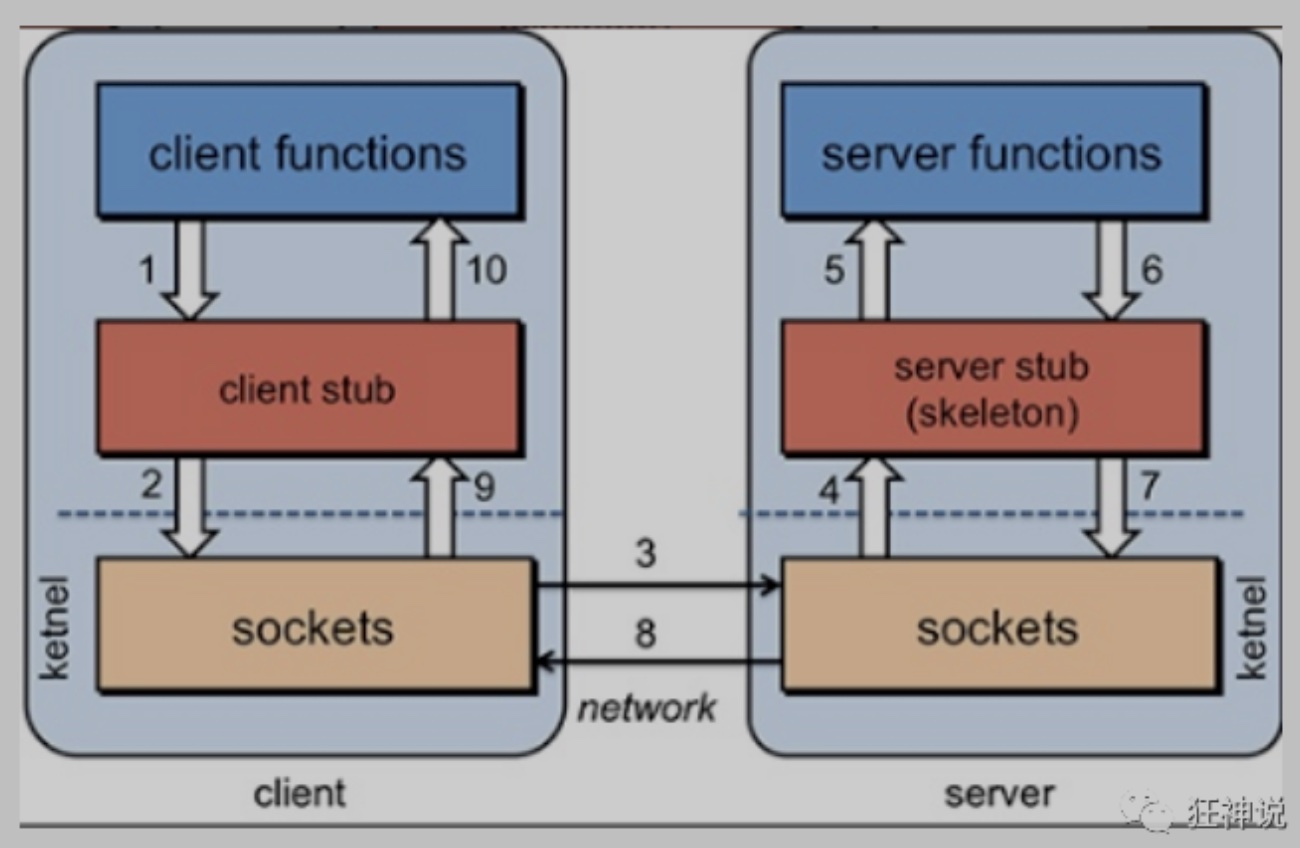 client functions
server functions
1
10
5
6
client stub
server stub
(skeleton)
2
9
4
7
3
ketnel
sockets
8
sockets
ketnel
network
client
server
狂神说